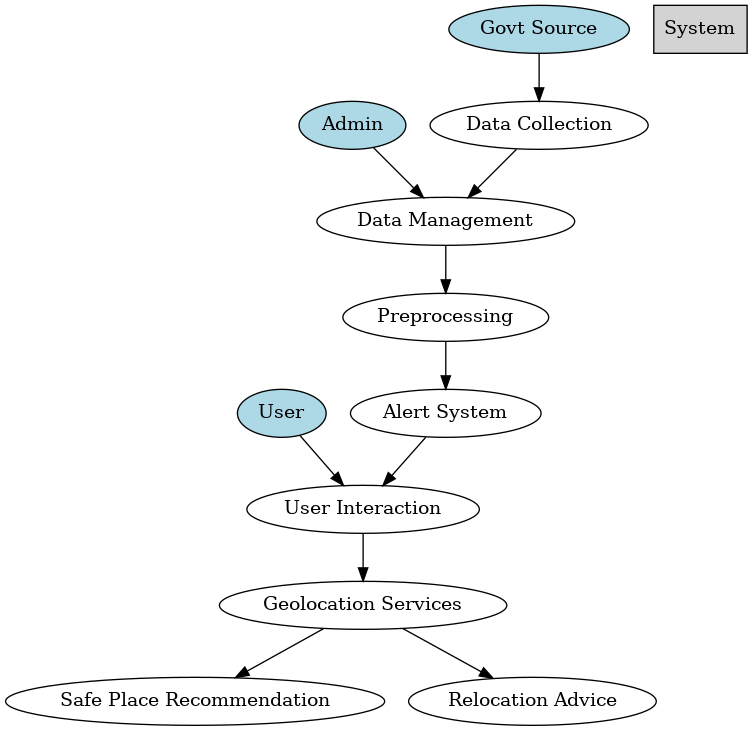 Govt Source
System
Admin
Data Collection
Data Management
Preprocessing
User
Alert System
User Interaction
Geolocation Services
Safe Place Recommendation
Relocation Advice